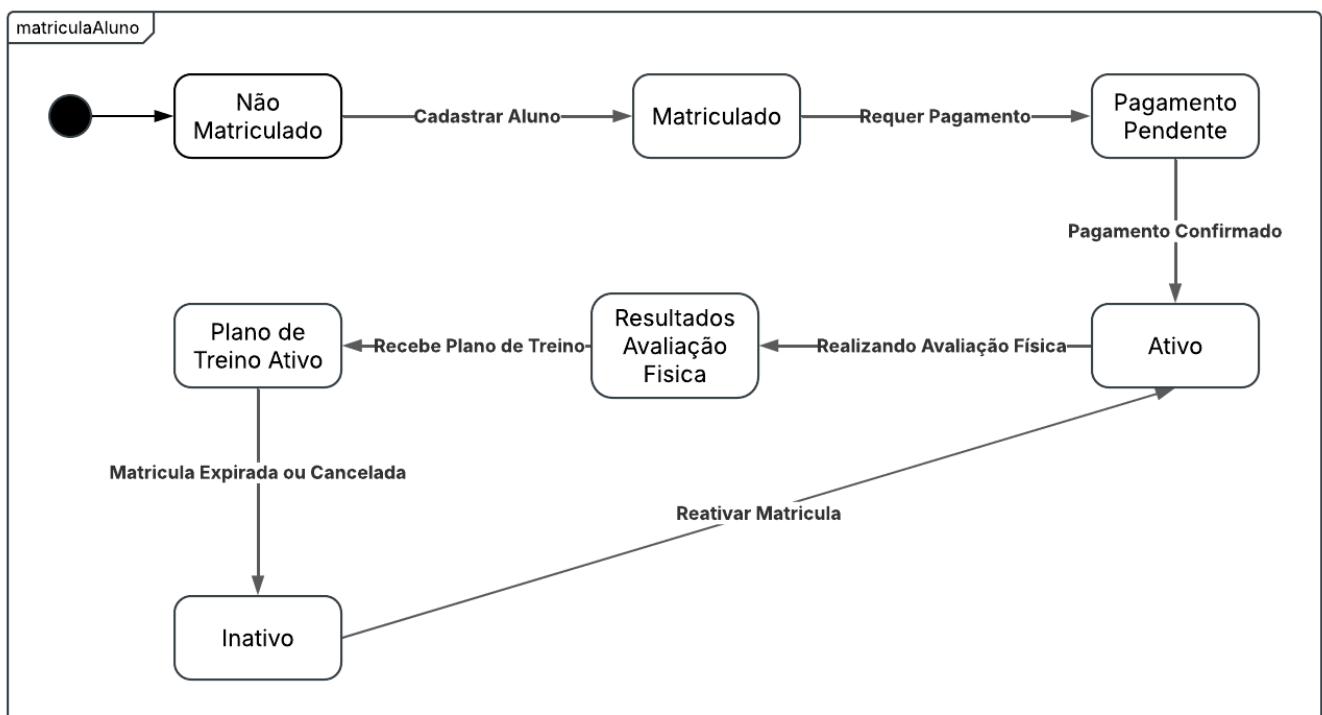 matriculaAluno
Não
Matriculado
Cadastrar Aluno
Matriculado
Requer Pagamento
Pagamento
Pendente
Pagamento Confirmado
Ativo
Realizando Avaliação Física
Resultados
Avaliação
Fisica
Recebe Plano de Treino
Plano de
Treino Ativo
Matricula Expirada ou Cancelada
Inativo
Reativar Matricula